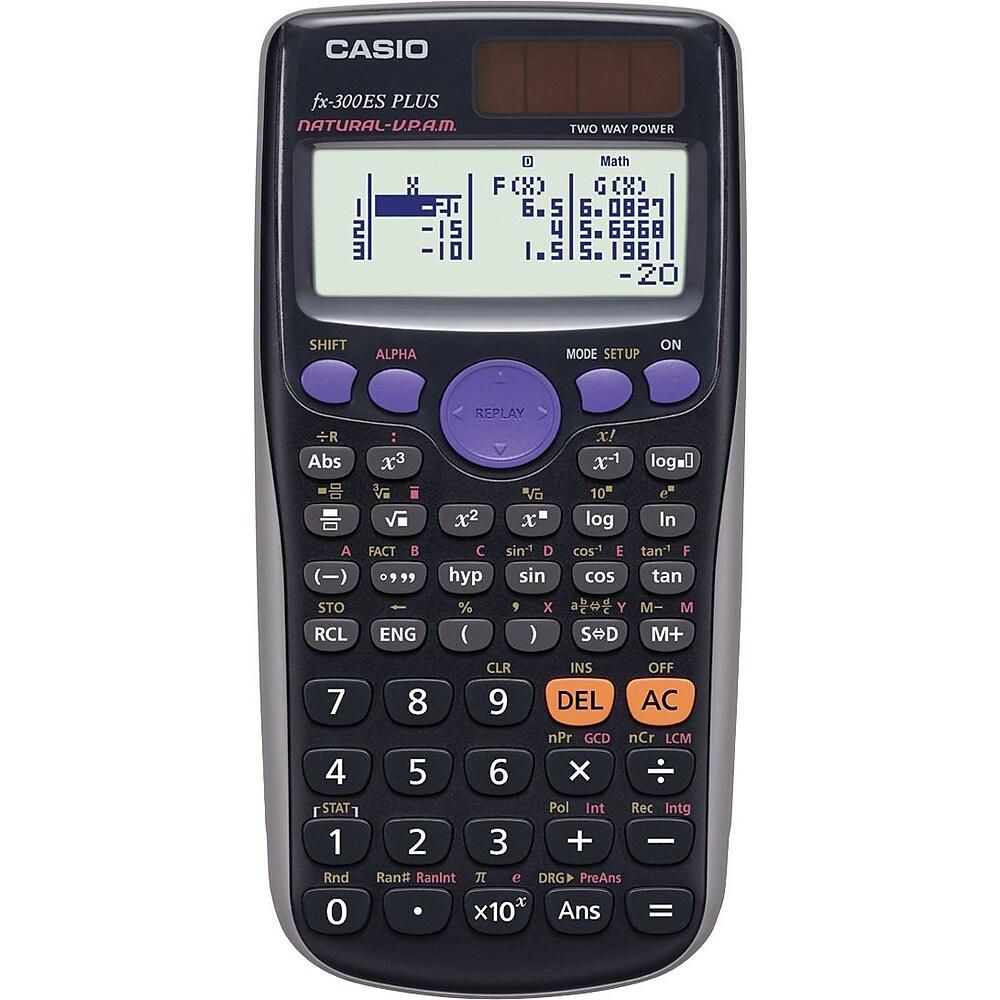 CASIO
fx-300ES PLUS
NATURAL-V.P.A.M.
TWO WAY POWER
D Math
X F(X) G(X)
1 -20 6.5 6.0827
2 -15 4 5.6568
3 -10 1.5 5.1961
-20
SHIFT ALPHA MODE SETUP ON
REPLAY
÷R : x!
Abs x³ x⁻¹ log■▯
■▯/▯ ³√■ ▪√▯ 10■ e■
▪/▪ √■ x² x■ log ln
A FACT B C sin⁻¹ D cos⁻¹ E tan⁻¹ F
(−) °,,, hyp sin cos tan
STO ← % , X a b/c⇔d/c Y M− M
RCL ENG ( ) S⇔D M+
CLR INS OFF
7 8 9 DEL AC
nPr GCD nCr LCM
4 5 6 × ÷
STAT Pol Int Rec Intg
1 2 3 + −
Rnd Ran# RanInt π e DRG▶ PreAns
0 . ×10ˣ Ans =